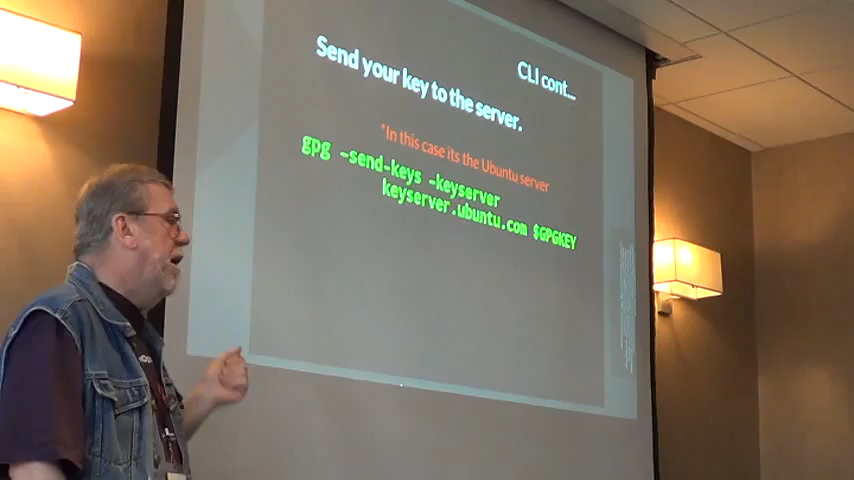 CLI cont...
Send your key to the server.
*In this case its the Ubuntu server
gpg –send-keys –keyserver
keyserver.ubuntu.com $GPGKEY